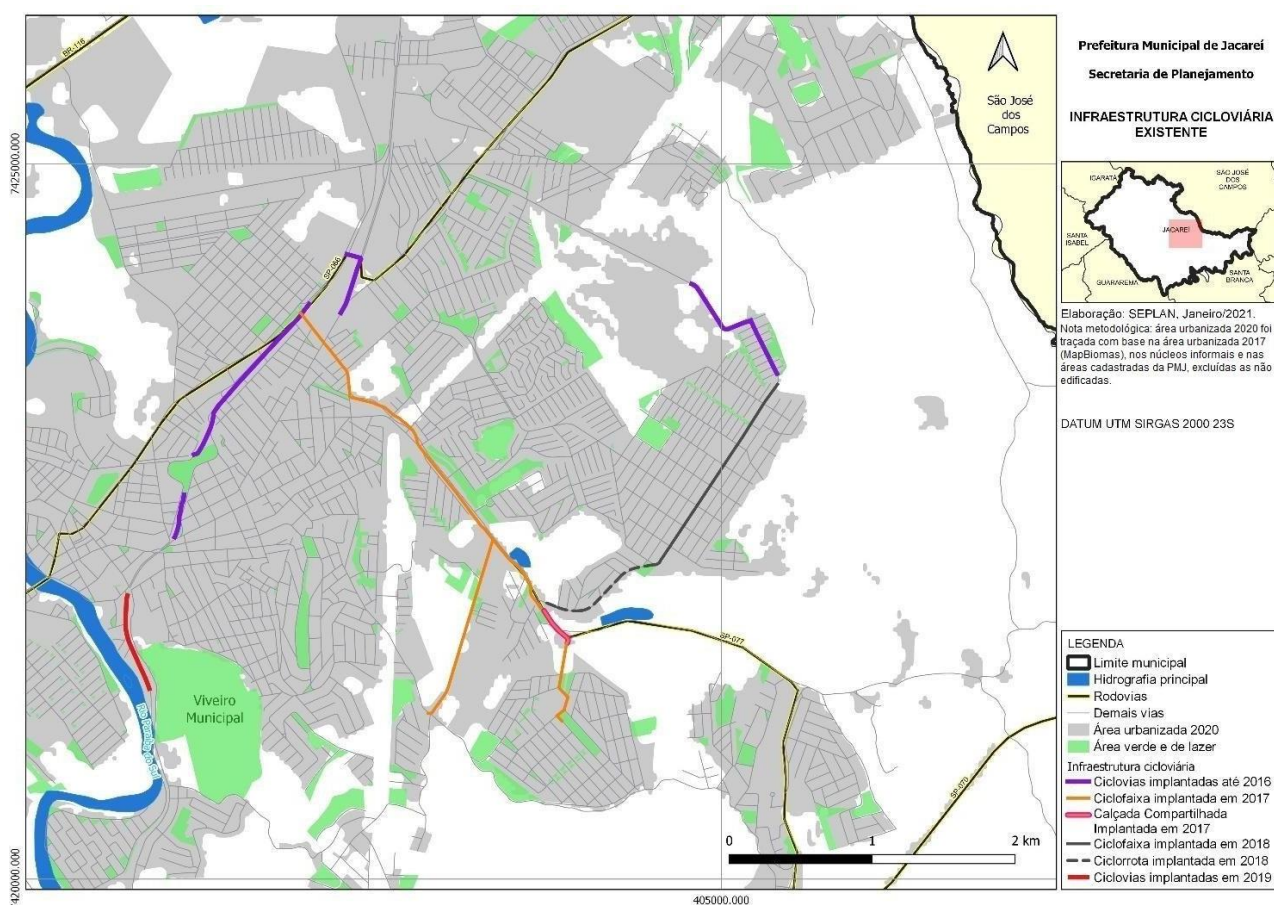 Prefeitura Municipal de Jacareí
Secretaria de Planejamento
INFRAESTRUTURA CICLOVIÁRIA
EXISTENTE
IGARATÁ
SÃO JOSÉ
DOS
CAMPOS
JACAREÍ
SANTA
ISABEL
GUARAREMA
SANTA
BRANCA
Elaboração: SEPLAN, Janeiro/2021.
Nota metodológica: área urbanizada 2020 foi
traçada com base na área urbanizada 2017
(MapBiomas), nos núcleos informais e nas
áreas cadastradas da PMJ, excluídas as não
edificadas.
DATUM UTM SIRGAS 2000 23S
BR-116
São José
dos
Campos
7425000.000
SP-066
Viveiro
Municipal
Rio Paraíba do Sul
SP-077
SP-070
0 1 2 km
7420000.000
405000.000
LEGENDA
Limite municipal
Hidrografia principal
Rodovias
Demais vias
Área urbanizada 2020
Área verde e de lazer
Infraestrutura cicloviária
Ciclovias implantadas até 2016
Ciclofaixa implantada em 2017
Calçada Compartilhada
Implantada em 2017
Ciclofaixa implantada em 2018
Ciclorrota implantada em 2018
Ciclovias implantadas em 2019